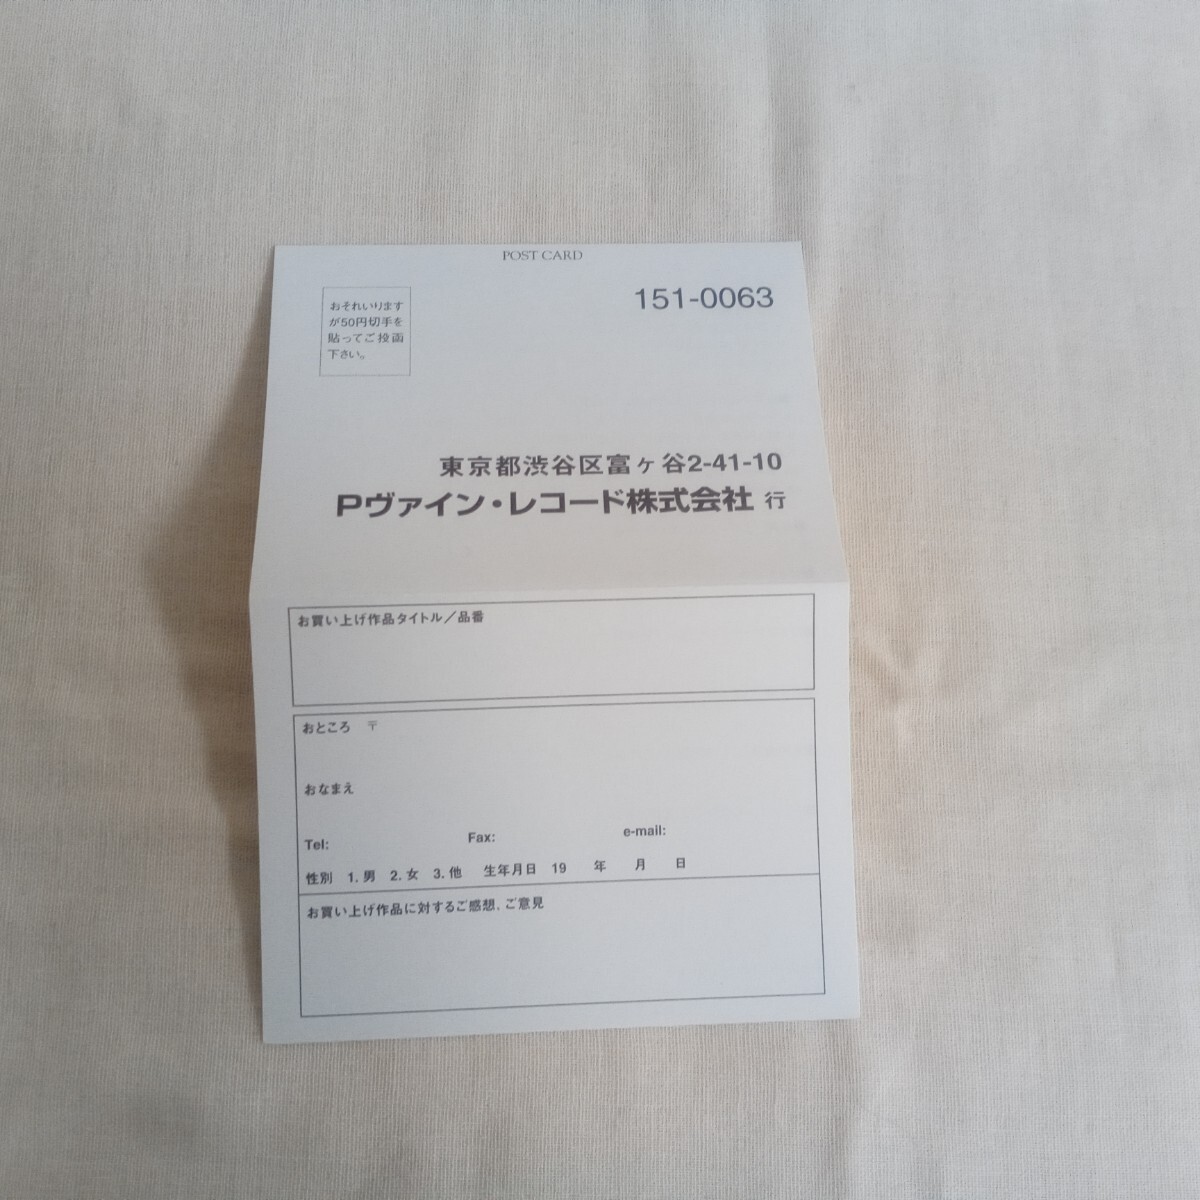 POST CARD
おそれいります
が50円切手を
貼ってご投函
下さい。
151-0063
東京都渋谷区富ヶ谷2-41-10
Pヴァイン・レコード株式会社 行
お買い上げ作品タイトル／品番
おところ 〒
おなまえ
Tel: Fax: e-mail:
性別 1. 男 2. 女 3. 他 生年月日 19 年 月 日
お買い上げ作品に対するご感想、ご意見